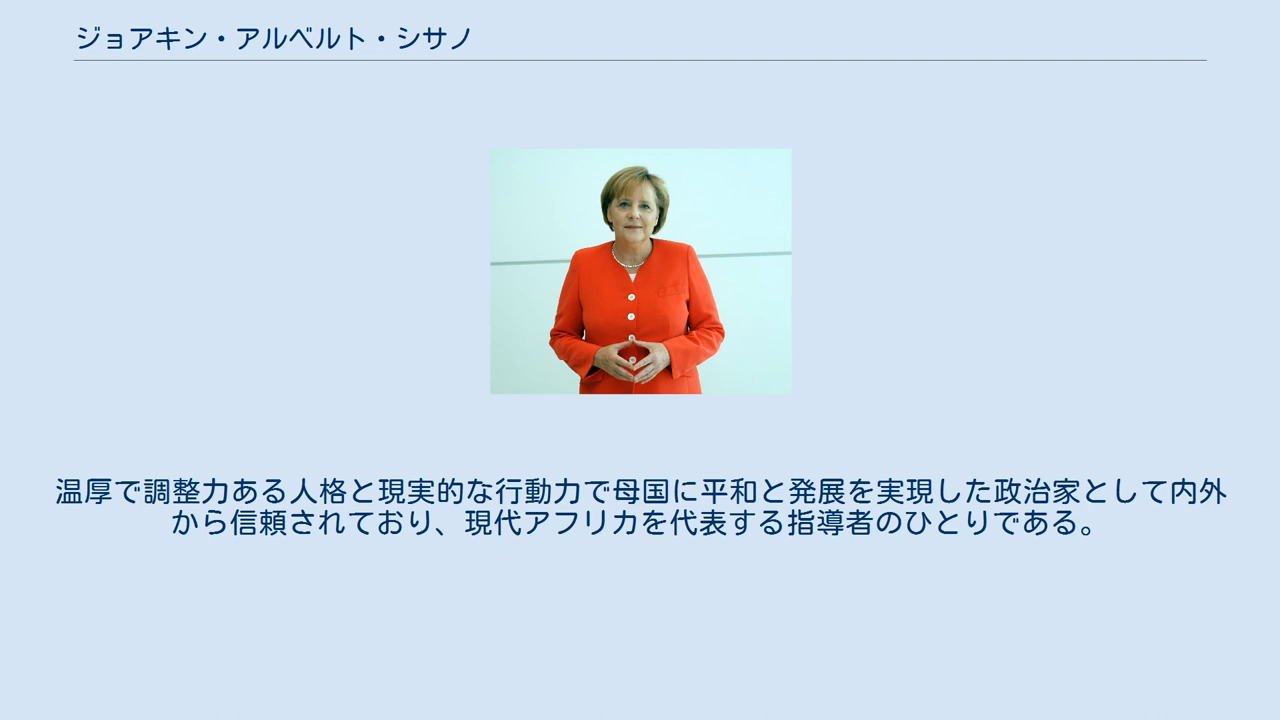 ジョアキン・アルベルト・シサノ
温厚で調整力ある人格と現実的な行動力で母国に平和と発展を実現した政治家として内外
から信頼されており、現代アフリカを代表する指導者のひとりである。